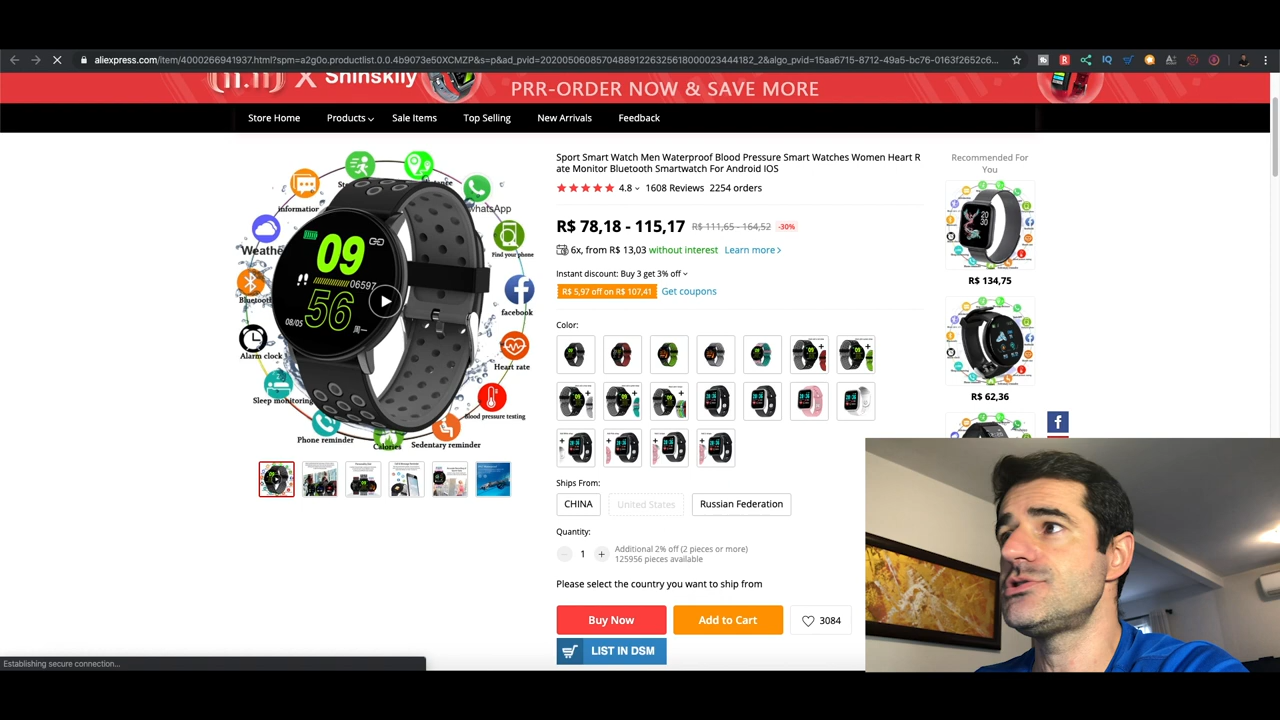 aliexpress.com/item/4000266941937.html?spm=a2g0o.productlist.0.0.4b9073e50XCMZP&s=p&ad_pvid=202005060857048891226325618000023444182_2&algo_pvid=15aa6715-8712-49a5-bc76-0163f2652c6...
X Shinskily
PRR-ORDER NOW & SAVE MORE
Store Home
Products
Sale Items
Top Selling
New Arrivals
Feedback
Sport Smart Watch Men Waterproof Blood Pressure Smart Watches Women Heart R
ate Monitor Bluetooth Smartwatch For Android IOS
4.8
1608 Reviews
2254 orders
R$ 78,18 - 115,17
R$ 111,65 - 164,52
-30%
6x, from R$ 13,03 without interest
Learn more
Instant discount: Buy 3 get 3% off
R$ 5,97 off on R$ 107,41
Get coupons
Color:
Ships From:
CHINA
United States
Russian Federation
Quantity:
1
Additional 2% off (2 pieces or more)
125956 pieces available
Please select the country you want to ship from
Buy Now
Add to Cart
3084
LIST IN DSM
information
WhatsApp
Find your phone
facebook
Heart rate
Blood pressure testing
Sedentary reminder
Calories
Phone reminder
Sleep monitoring
Alarm clock
Bluetooth
09
06597
56
08/05
周一
Recommended For
You
R$ 134,75
R$ 62,36
Establishing secure connection...